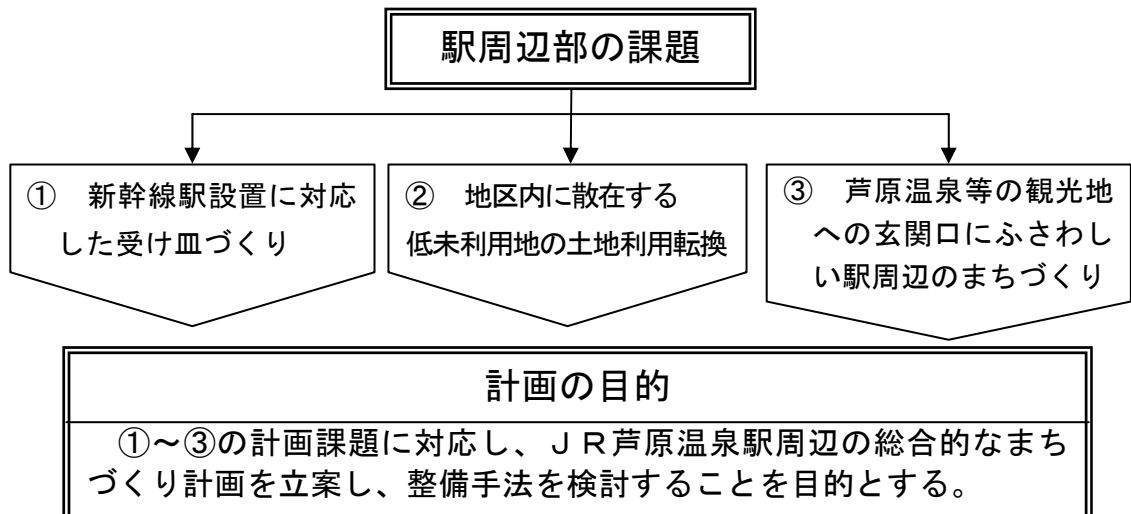 駅周辺部の課題
① 新幹線駅設置に対応
した受け皿づくり
② 地区内に散在する
低未利用地の土地利用転換
③ 芦原温泉等の観光地
への玄関口にふさわし
い駅周辺のまちづくり
計画の目的
①～③の計画課題に対応し、ＪＲ芦原温泉駅周辺の総合的なまち
づくり計画を立案し、整備手法を検討することを目的とする。